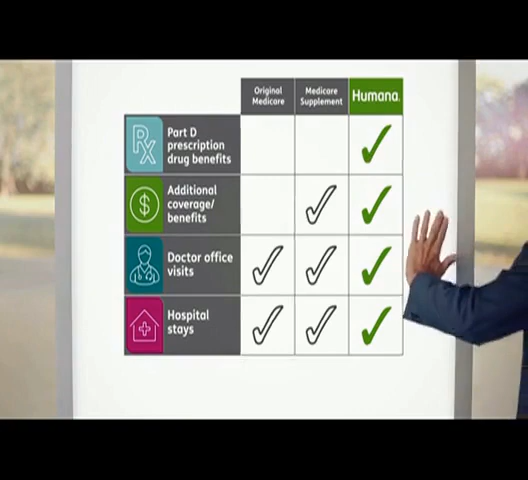 Original
Medicare
Medicare
Supplement
Humana.
Part D
prescription
drug benefits
Additional
coverage/
benefits
Doctor office
visits
Hospital
stays